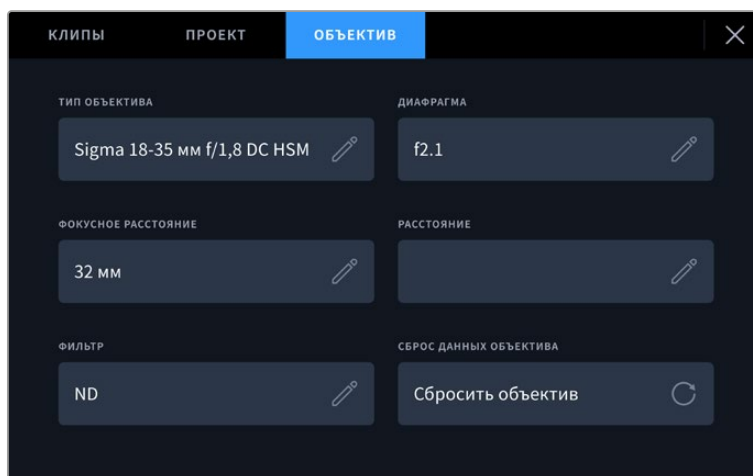 КЛИПЫ ПРОЕКТ ОБЪЕКТИВ
ТИП ОБЪЕКТИВА ДИАФРАГМА
Sigma 18-35 мм f/1,8 DC HSM f2.1
ФОКУСНОЕ РАССТОЯНИЕ РАССТОЯНИЕ
32 мм
ФИЛЬТР СБРОС ДАННЫХ ОБЪЕКТИВА
ND Сбросить объектив